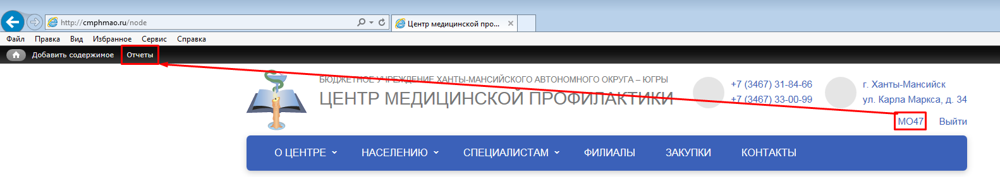 http://cmphmao.ru/node
Центр медицинской про...
Файл Правка Вид Избранное Сервис Справка
Добавить содержимое Отчеты
БЮДЖЕТНОЕ УЧРЕЖДЕНИЕ ХАНТЫ-МАНСИЙСКОГО АВТОНОМНОГО ОКРУГА – ЮГРЫ
ЦЕНТР МЕДИЦИНСКОЙ ПРОФИЛАКТИКИ
+7 (3467) 31-84-66
+7 (3467) 33-00-99
г. Ханты-Мансийск
ул. Карла Маркса, д. 34
МО47 Выйти
О ЦЕНТРЕ НАСЕЛЕНИЮ СПЕЦИАЛИСТАМ ФИЛИАЛЫ ЗАКУПКИ КОНТАКТЫ